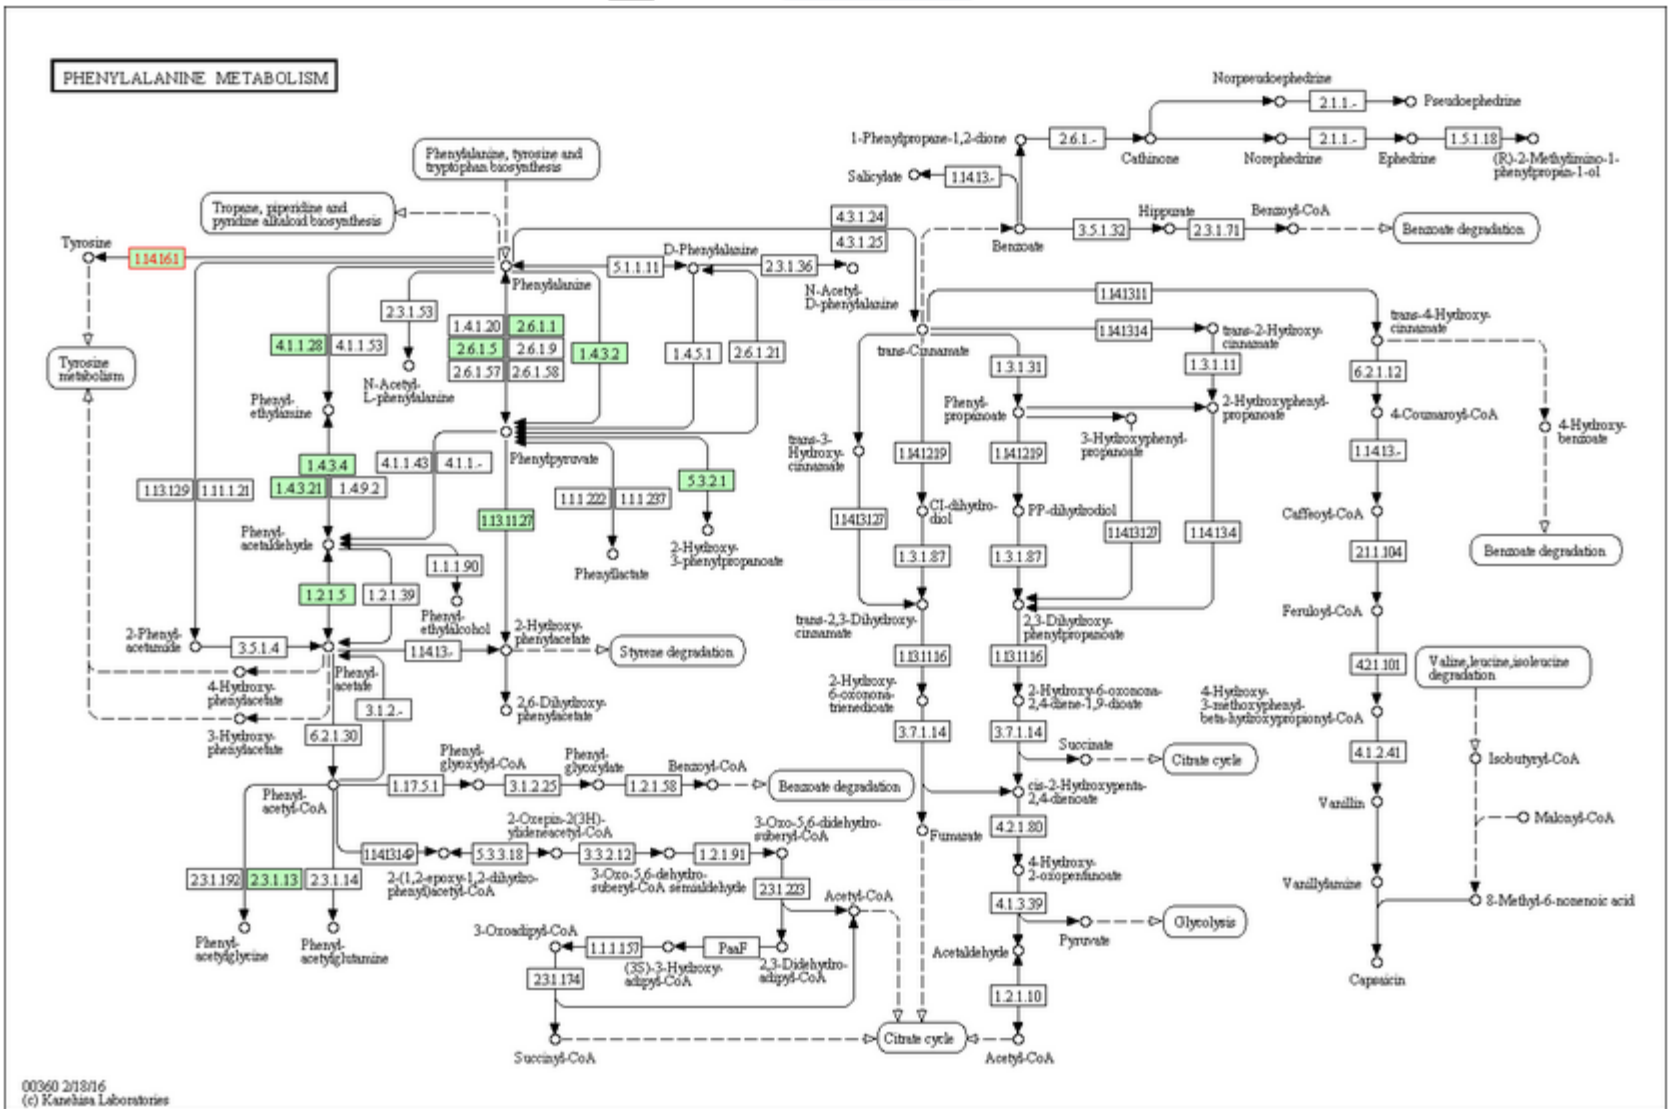 PHENYLALANINE METABOLISM
Norpseudoephedrine
2.1.1.-
Pseudoephedrine
1-Phenylpropane-1,2-dione
2.6.1.-
Cathinone
2.1.1.-
Norephedrine
Ephedrine
1.5.1.18
(R)-2-Methylimino-1-
phenylpropan-1-ol
Phenylalanine, tyrosine and
tryptophan biosynthesis
Salicylate
1.14.13.-
Tropane, piperidine and
pyridine alkaloid biosynthesis
4.3.1.24
4.3.1.25
Benzoate
3.5.1.32
Hippurate
2.3.1.71
Benzoyl-CoA
Benzoate degradation
Tyrosine
1.14.16.1
Phenylalanine
5.1.1.11
D-Phenylalanine
2.3.1.36
N-Acetyl-
D-phenylalanine
2.3.1.53
1.4.1.20
2.6.1.1
2.6.1.5
2.6.1.9
2.6.1.57
2.6.1.58
1.4.3.2
1.4.5.1
2.6.1.21
4.1.1.28
4.1.1.53
N-Acetyl-
L-phenylalanine
Tyrosine
metabolism
Phenyl-
ethylamine
Phenylpyruvate
1.14.13.11
1.14.13.14
trans-Cinnamate
trans-2-Hydroxy-
cinnamate
trans-4-Hydroxy-
cinnamate
1.3.1.31
1.3.1.11
6.2.1.12
Phenyl-
propanoate
2-Hydroxyphenyl-
propanoate
4-Coumaroyl-CoA
4-Hydroxy-
benzoate
trans-3-
Hydroxy-
cinnamate
3-Hydroxyphenyl-
propanoate
1.14.12.19
1.14.12.19
1.14.13.-
1.4.3.4
1.4.3.21
1.4.9.2
4.1.1.43
4.1.1.-
1.13.12.9
1.11.1.21
1.1.1.222
1.1.1.237
5.3.2.1
1.13.11.27
Phenyl-
acetaldehyde
Phenyllactate
2-Hydroxy-
3-phenylpropanoate
1.14.13.127
CI-dihydro-
diol
PP-dihydrodiol
1.14.13.127
1.14.13.4
Caffeoyl-CoA
1.3.1.87
1.3.1.87
2.1.1.104
Benzoate degradation
1.1.1.90
1.2.1.5
1.2.1.39
Phenyl-
ethylalcohol
trans-2,3-Dihydroxy-
cinnamate
2,3-Dihydroxy-
phenylpropanoate
Feruloyl-CoA
2-Phenyl-
acetamide
3.5.1.4
Phenyl-
acetate
1.14.13.-
2-Hydroxy-
phenylacetate
Styrene degradation
1.13.11.16
1.13.11.16
4.2.1.101
Valine, leucine, isoleucine
degradation
4-Hydroxy-
phenylacetate
3-Hydroxy-
phenylacetate
3.1.2.-
6.2.1.30
2,6-Dihydroxy-
phenylacetate
2-Hydroxy-
6-oxonona-
trienedioate
2-Hydroxy-6-oxonona-
2,4-diene-1,9-dioate
4-Hydroxy-
3-methoxyphenyl-
beta-hydroxypropionyl-CoA
3.7.1.14
3.7.1.14
Succinate
Citrate cycle
4.1.2.41
Isobutyryl-CoA
Phenyl-
acetyl-CoA
1.17.5.1
Phenyl-
glyoxylyl-CoA
3.1.2.25
Phenyl-
glyoxylate
1.2.1.58
Benzoyl-CoA
Benzoate degradation
cis-2-Hydroxypenta-
2,4-dienoate
Vanillin
Malonyl-CoA
4.2.1.80
Fumarate
2-Oxepin-2(3H)-
ylideneacetyl-CoA
3-Oxo-5,6-didehydro-
suberyl-CoA
5.3.3.18
3.3.2.12
1.2.1.91
2-(1,2-epoxy-1,2-dihydro-
phenyl)acetyl-CoA
3-Oxo-5,6-dehydro-
suberyl-CoA semialdehyde
2.3.1.223
4-Hydroxy-
2-oxopentanoate
Vanillylamine
8-Methyl-6-nonenoic acid
2.3.1.192
2.3.1.13
2.3.1.14
Acetyl-CoA
4.1.3.39
Pyruvate
Glycolysis
Phenyl-
acetylglycine
Phenyl-
acetylglutamine
3-Oxoadipyl-CoA
1.1.1.157
(3S)-3-Hydroxy-
adipyl-CoA
PaaF
2,3-Didehydro-
adipyl-CoA
Acetaldehyde
Capsaicin
2.3.1.174
1.2.1.10
Succinyl-CoA
Citrate cycle
Acetyl-CoA
00360 2/18/16
(c) Kanehisa Laboratories